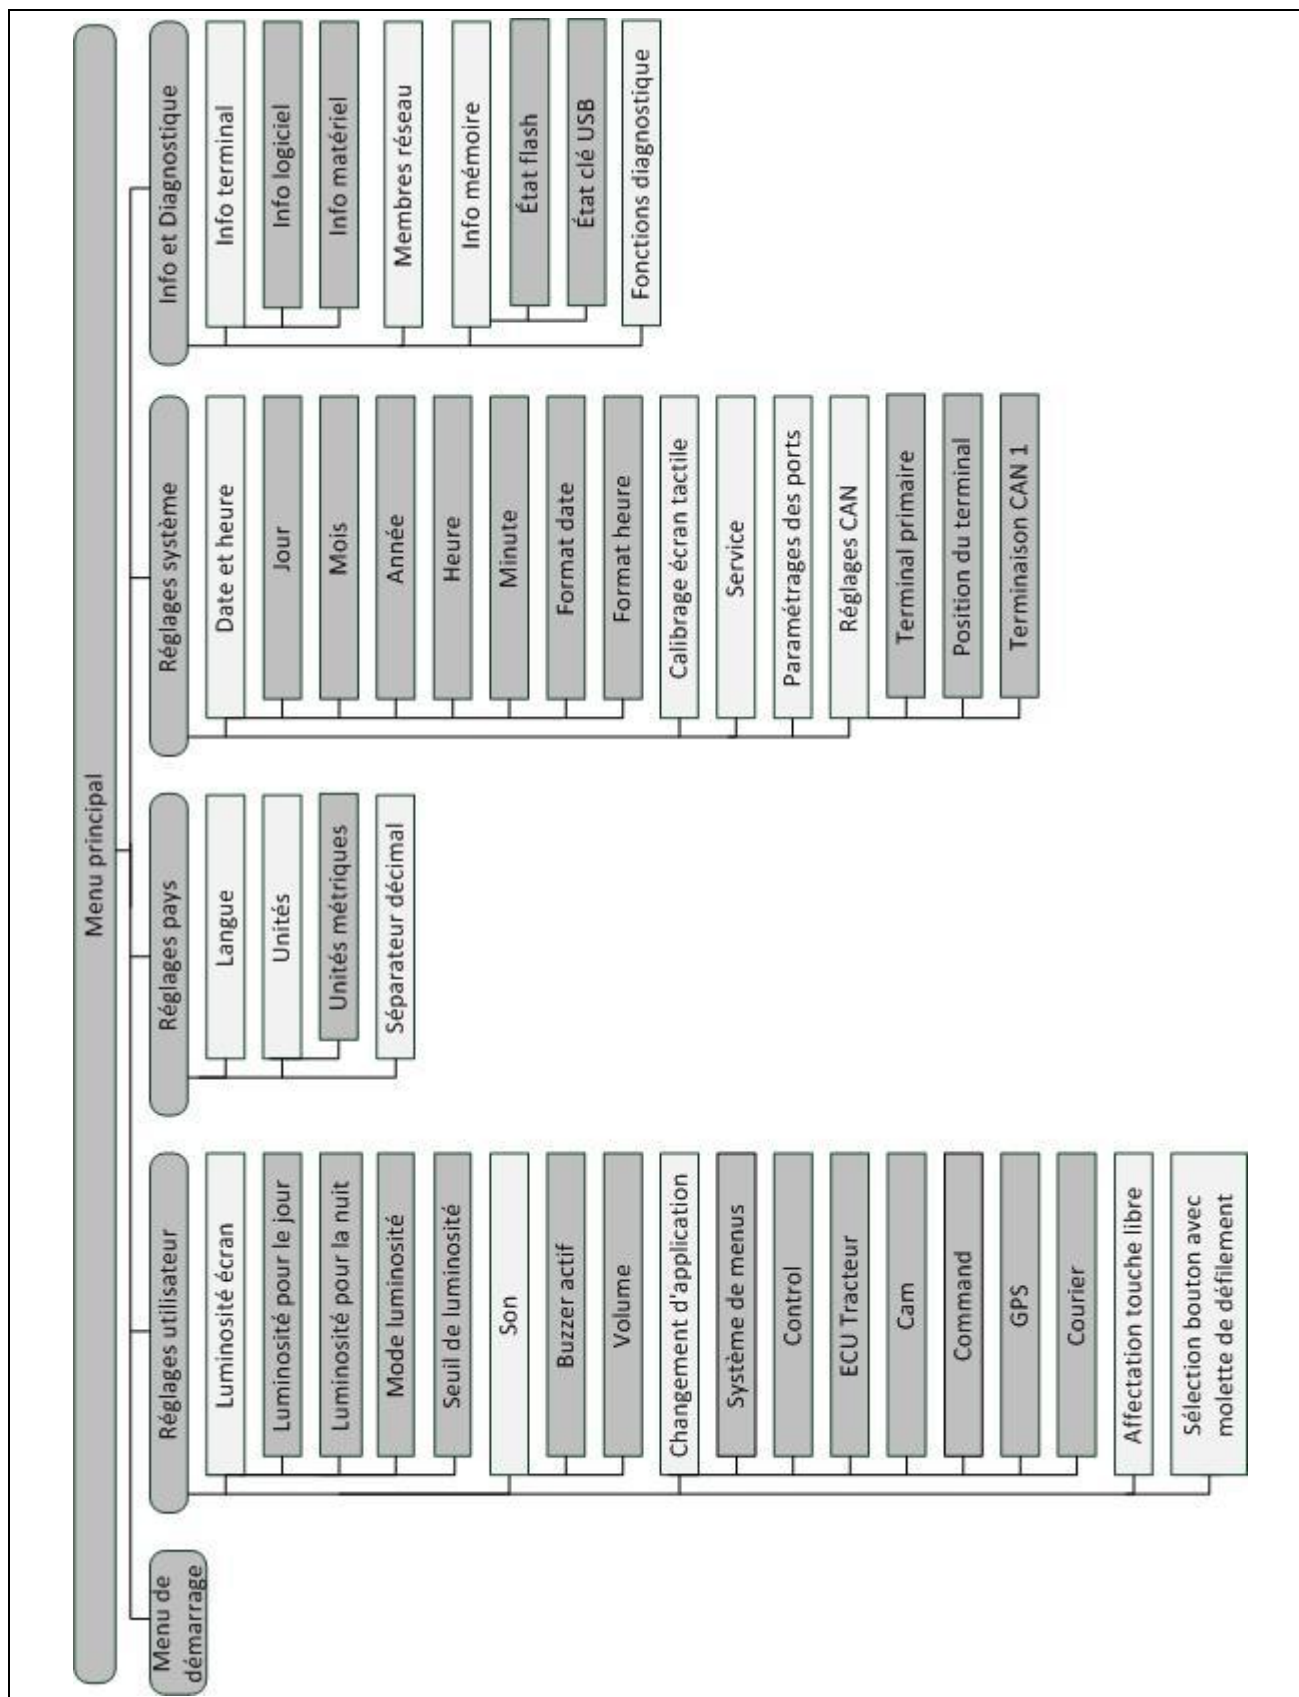 Menu principal
Menu de
démarrage
Réglages utilisateur
Luminosité écran
Luminosité pour le jour
Luminosité pour la nuit
Mode luminosité
Seuil de luminosité
Son
Buzzer actif
Volume
Changement d'application
Système de menus
Control
ECU Tracteur
Cam
Command
GPS
Courier
Affectation touche libre
Sélection bouton avec
molette de défilement
Réglages pays
Langue
Unités
Unités métriques
Séparateur décimal
Réglages système
Date et heure
Jour
Mois
Année
Heure
Minute
Format date
Format heure
Calibrage écran tactile
Service
Paramétrages des ports
Réglages CAN
Terminal primaire
Position du terminal
Terminaison CAN 1
Info et Diagnostique
Info terminal
Info logiciel
Info matériel
Membres réseau
Info mémoire
État flash
État clé USB
Fonctions diagnostique